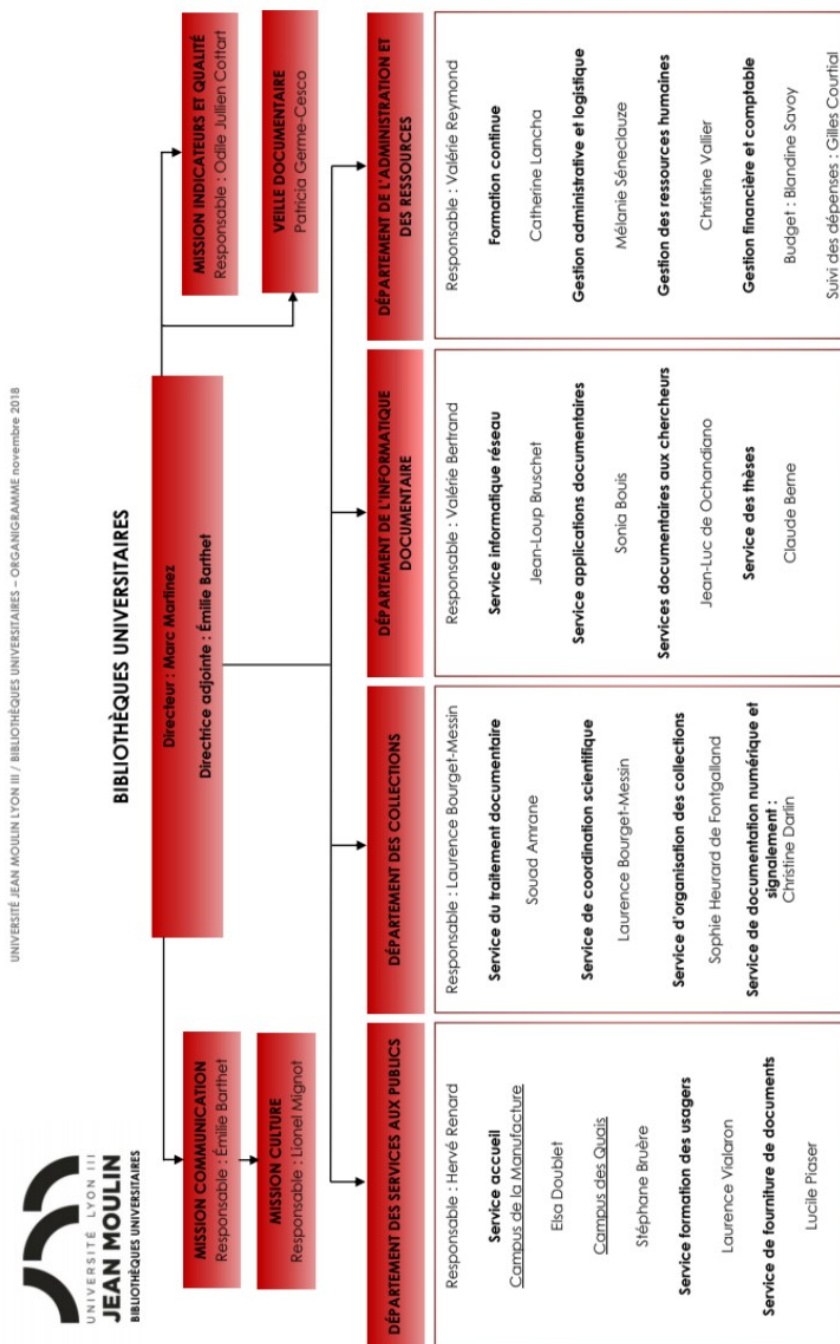 UNIVERSITÉ LYON III
JEAN MOULIN
BIBLIOTHÈQUES UNIVERSITAIRES
UNIVERSITÉ JEAN MOULIN LYON III / BIBLIOTHÈQUES UNIVERSITAIRES – ORGANIGRAMME novembre 2018
BIBLIOTHÈQUES UNIVERSITAIRES
Directeur : Marc Martinez
Directrice adjointe : Émilie Barthet
MISSION COMMUNICATION
Responsable : Émilie Barthet
MISSION CULTURE
Responsable : Lionel Mignot
MISSION INDICATEURS ET QUALITÉ
Responsable : Odile Jullien Cottart
VEILLE DOCUMENTAIRE
Patricia Germe-Cesco
DÉPARTEMENT DES SERVICES AUX PUBLICS
Responsable : Hervé Renard
Service accueil
Campus de la Manufacture
Elsa Doublet
Campus des Quais
Stéphane Bruère
Service formation des usagers
Laurence Vialaron
Service de fourniture de documents
Lucile Piaser
DÉPARTEMENT DES COLLECTIONS
Responsable : Laurence Bourget-Messin
Service du traitement documentaire
Souad Amrane
Service de coordination scientifique
Laurence Bourget-Messin
Service d'organisation des collections
Sophie Heurard de Fontgalland
Service de documentation numérique et
signalement :
Christine Darlin
DÉPARTEMENT DE L'INFORMATIQUE
DOCUMENTAIRE
Responsable : Valérie Bertrand
Service informatique réseau
Jean-Loup Bruschet
Service applications documentaires
Sonia Bouis
Services documentaires aux chercheurs
Jean-Luc de Ochandiano
Service des thèses
Claude Berne
DÉPARTEMENT DE L'ADMINISTRATION ET
DES RESSOURCES
Responsable : Valérie Reymond
Formation continue
Catherine Lancha
Gestion administrative et logistique
Mélanie Séneclauze
Gestion des ressources humaines
Christine Vallier
Gestion financière et comptable
Budget : Blandine Savoy
Suivi des dépenses : Gilles Courtial